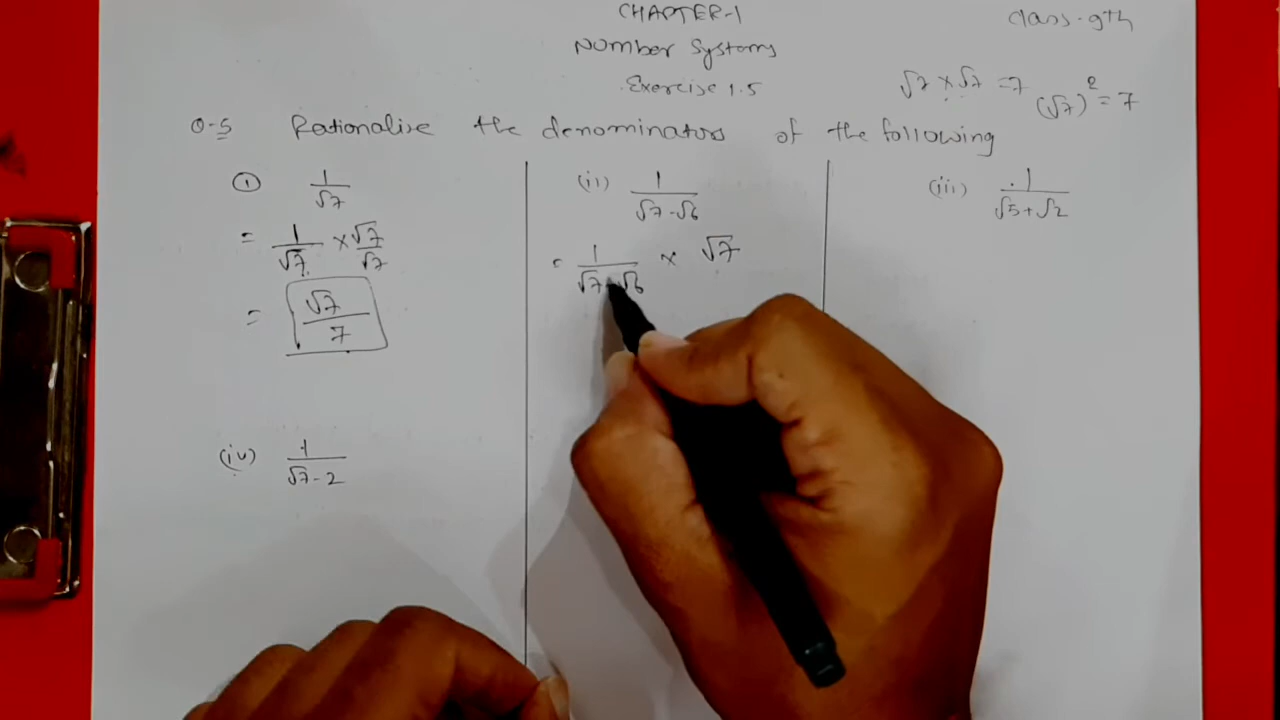 CHAPTER-1
class-9th
Number Systems
Exercise 1.5
√7 × √7 = 7
(√7)² = 7
Q-5 Rationalise the denominators of the following
(i) 1/√7
= 1/√7 × √7/√7
= √7/7
(ii) 1/(√7-√6)
= 1/(√7-√6) × √7
(iii) 1/(√5+√2)
(iv) 1/(√7-2)